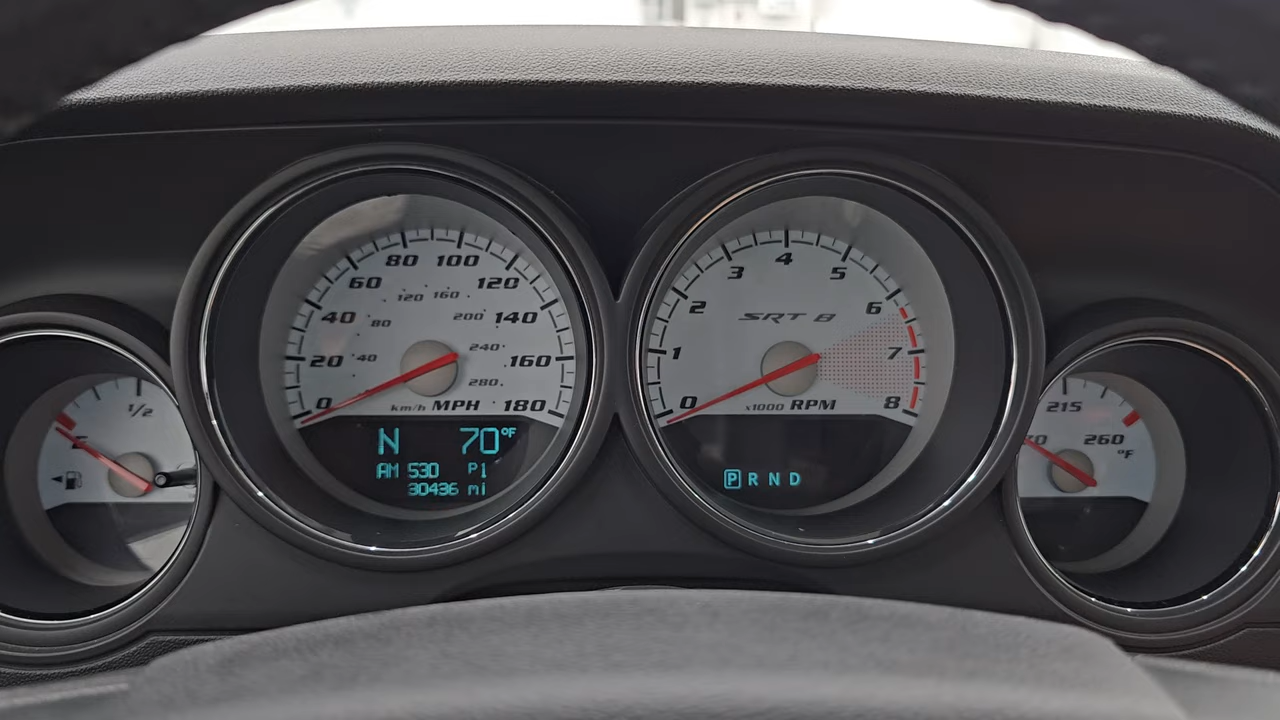 1/2
E
80 100
60 120
120 160
40 80 200 140
20 40 240 160
280
0 km/h MPH 180
N 70°F
AM 530 P1
30436 mi
4
3 5
2 6
SRT 8
1 7
0 x1000 RPM 8
P R N D
215
260
°F